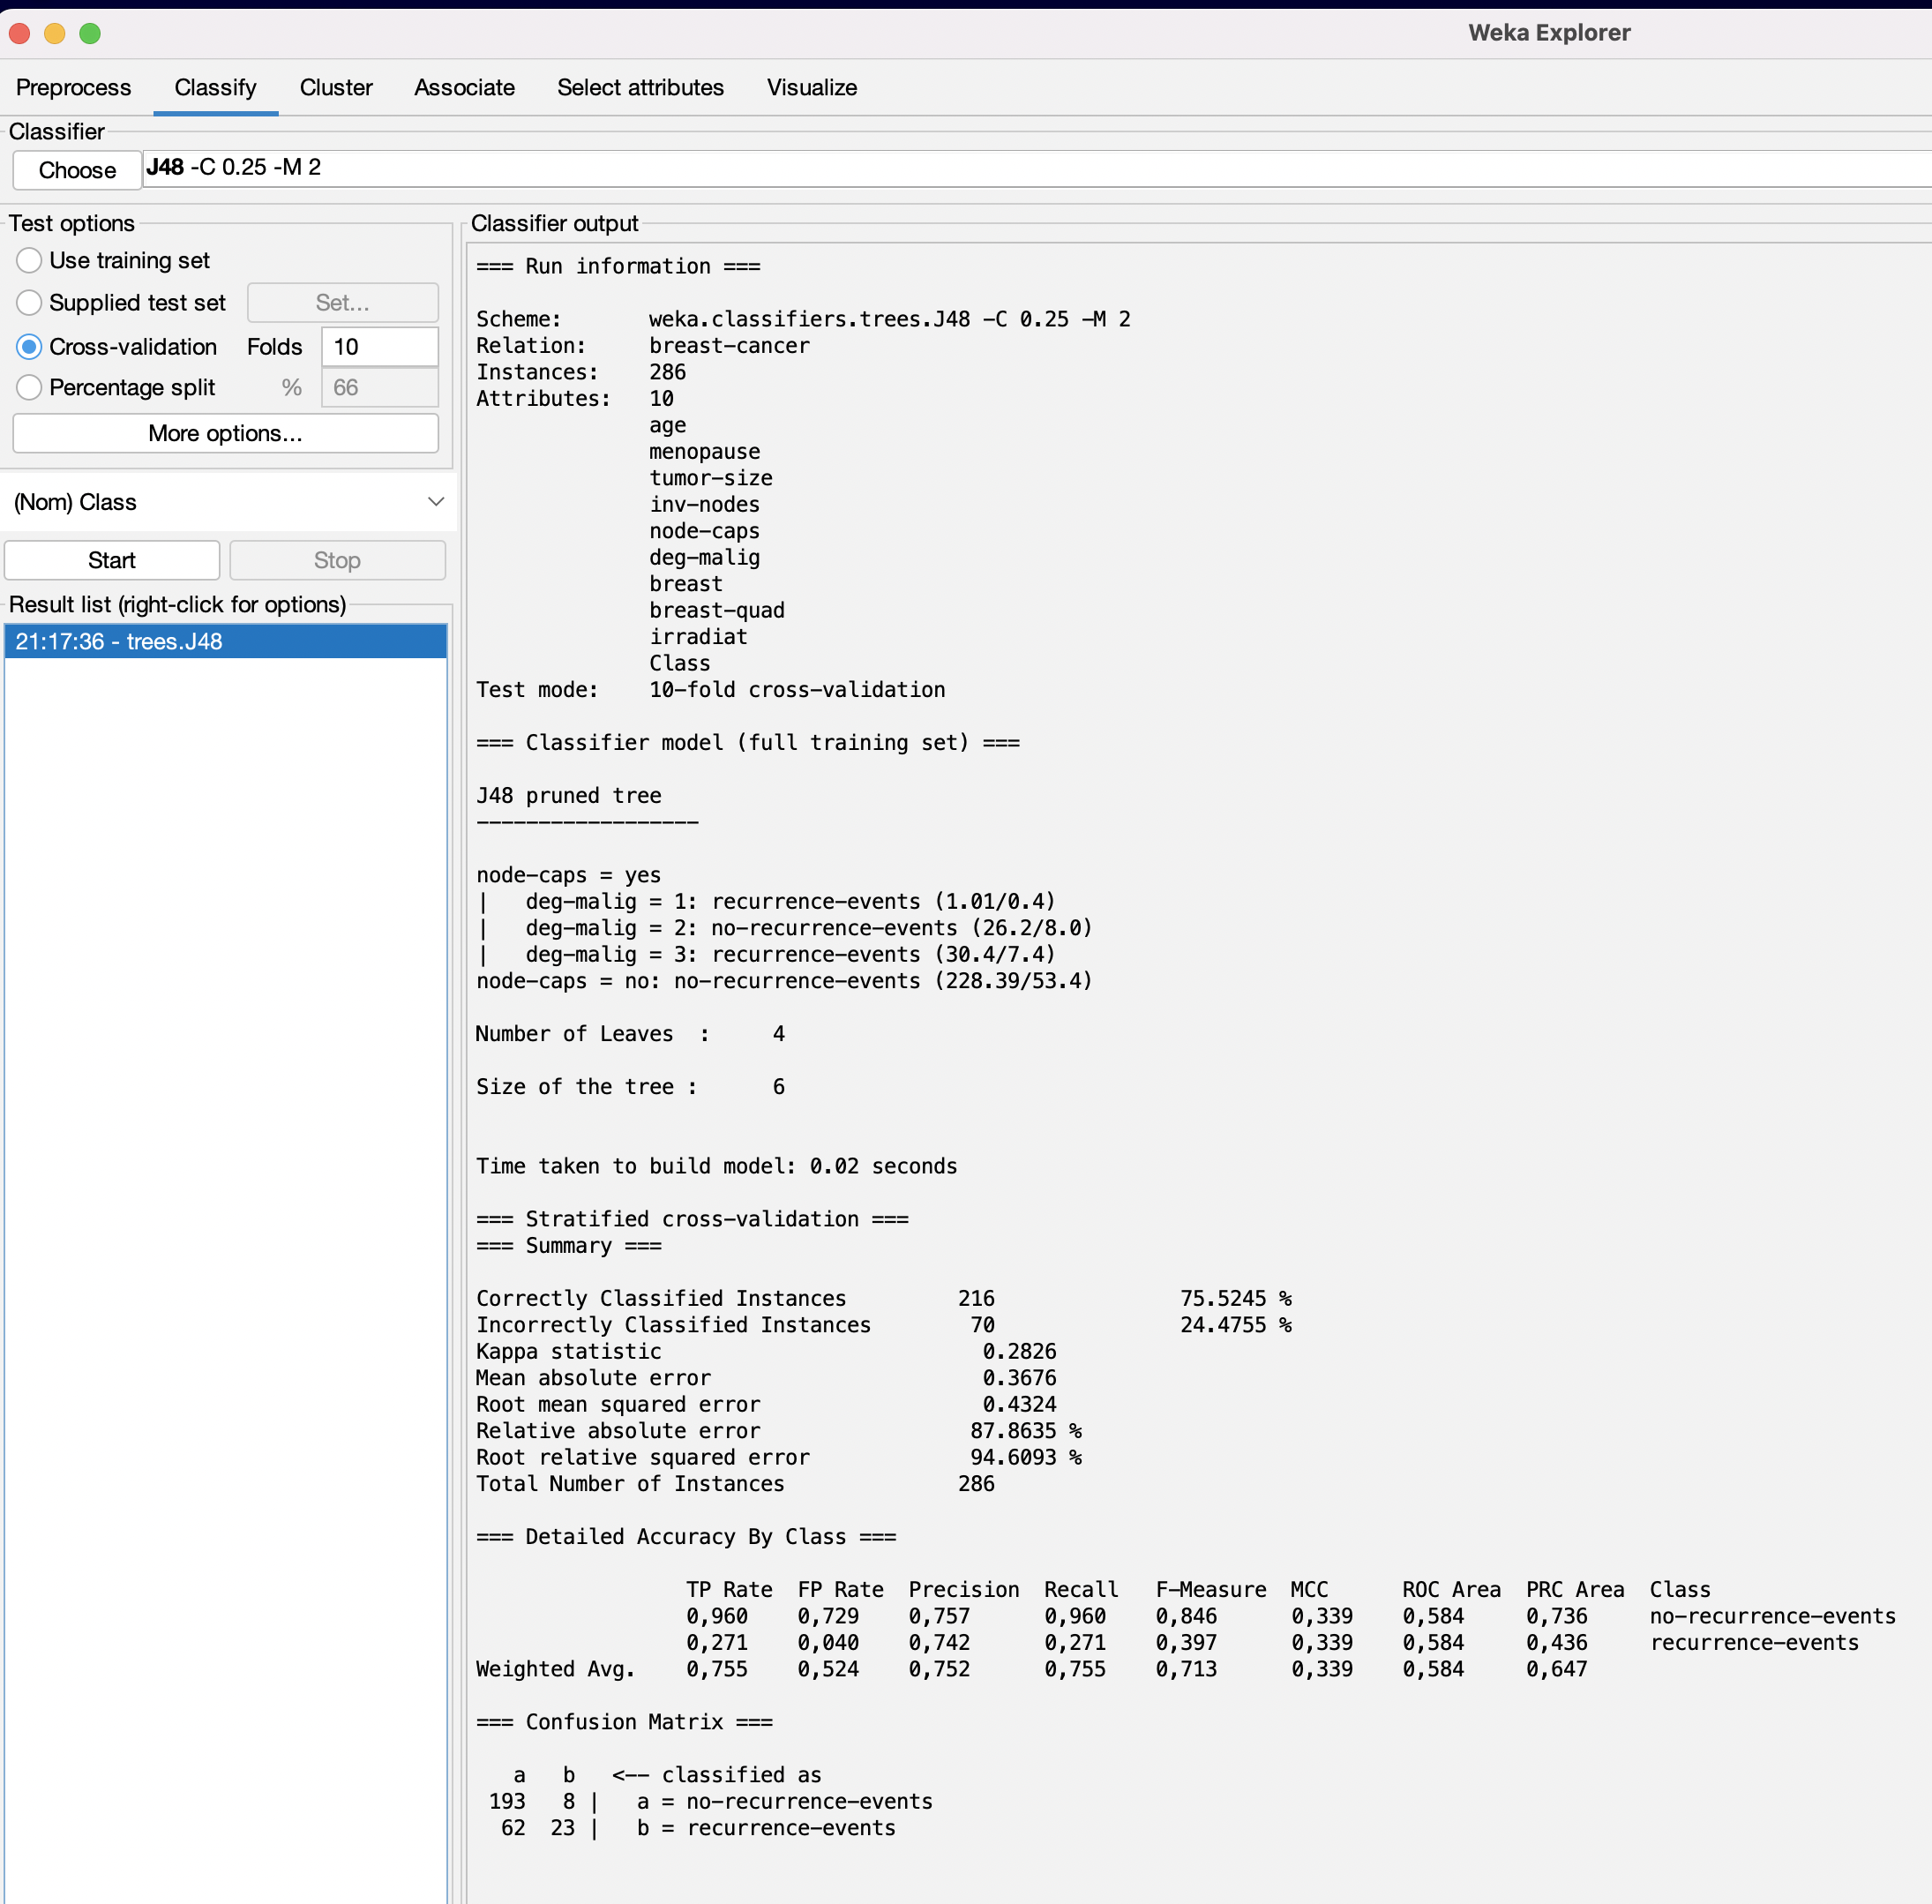 Weka Explorer
Preprocess Classify Cluster Associate Select attributes Visualize
Classifier
Choose J48 -C 0.25 -M 2
Test options
Use training set
Supplied test set Set...
Cross-validation Folds 10
Percentage split % 66
More options...
(Nom) Class
Start Stop
Result list (right-click for options)
21:17:36 - trees.J48
Classifier output
=== Run information ===
Scheme: weka.classifiers.trees.J48 -C 0.25 -M 2
Relation: breast-cancer
Instances: 286
Attributes: 10
age
menopause
tumor-size
inv-nodes
node-caps
deg-malig
breast
breast-quad
irradiat
Class
Test mode: 10-fold cross-validation
=== Classifier model (full training set) ===
J48 pruned tree
------------------
node-caps = yes
| deg-malig = 1: recurrence-events (1.01/0.4)
| deg-malig = 2: no-recurrence-events (26.2/8.0)
| deg-malig = 3: recurrence-events (30.4/7.4)
node-caps = no: no-recurrence-events (228.39/53.4)
Number of Leaves : 4
Size of the tree : 6
Time taken to build model: 0.02 seconds
=== Stratified cross-validation ===
=== Summary ===
Correctly Classified Instances 216 75.5245 %
Incorrectly Classified Instances 70 24.4755 %
Kappa statistic 0.2826
Mean absolute error 0.3676
Root mean squared error 0.4324
Relative absolute error 87.8635 %
Root relative squared error 94.6093 %
Total Number of Instances 286
=== Detailed Accuracy By Class ===
TP Rate FP Rate Precision Recall F-Measure MCC ROC Area PRC Area Class
0,960 0,729 0,757 0,960 0,846 0,339 0,584 0,736 no-recurrence-events
0,271 0,040 0,742 0,271 0,397 0,339 0,584 0,436 recurrence-events
Weighted Avg. 0,755 0,524 0,752 0,755 0,713 0,339 0,584 0,647
=== Confusion Matrix ===
a b <-- classified as
193 8 | a = no-recurrence-events
62 23 | b = recurrence-events